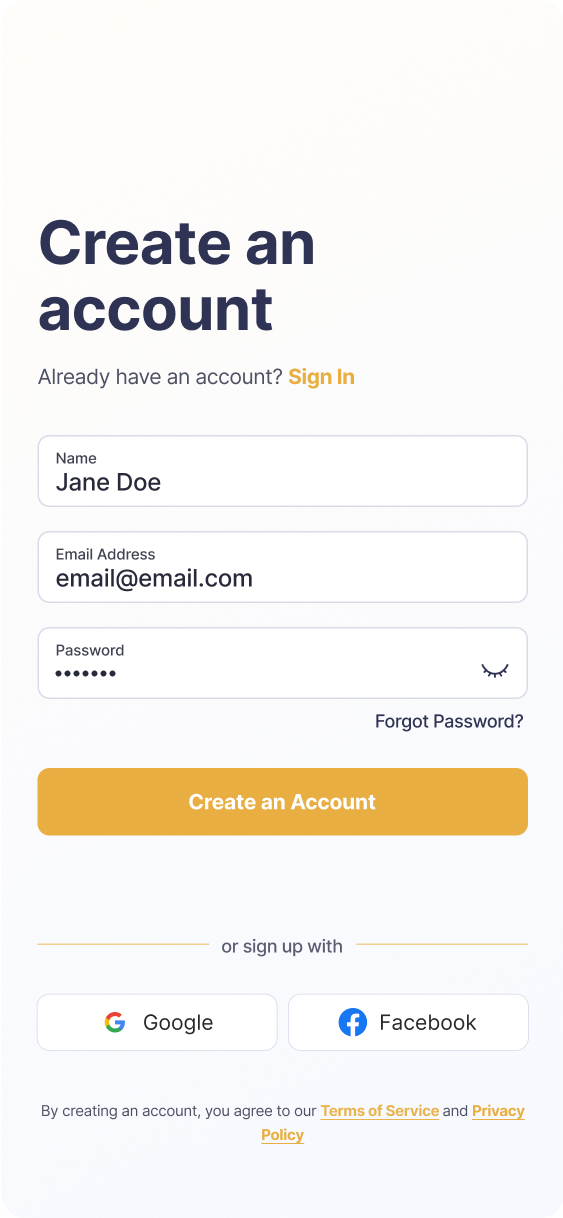 Create an
account
Already have an account? Sign In
Name
Jane Doe
Email Address
email@email.com
Password
•••••••
Forgot Password?
Create an Account
or sign up with
Google
Facebook
By creating an account, you agree to our Terms of Service and Privacy
Policy